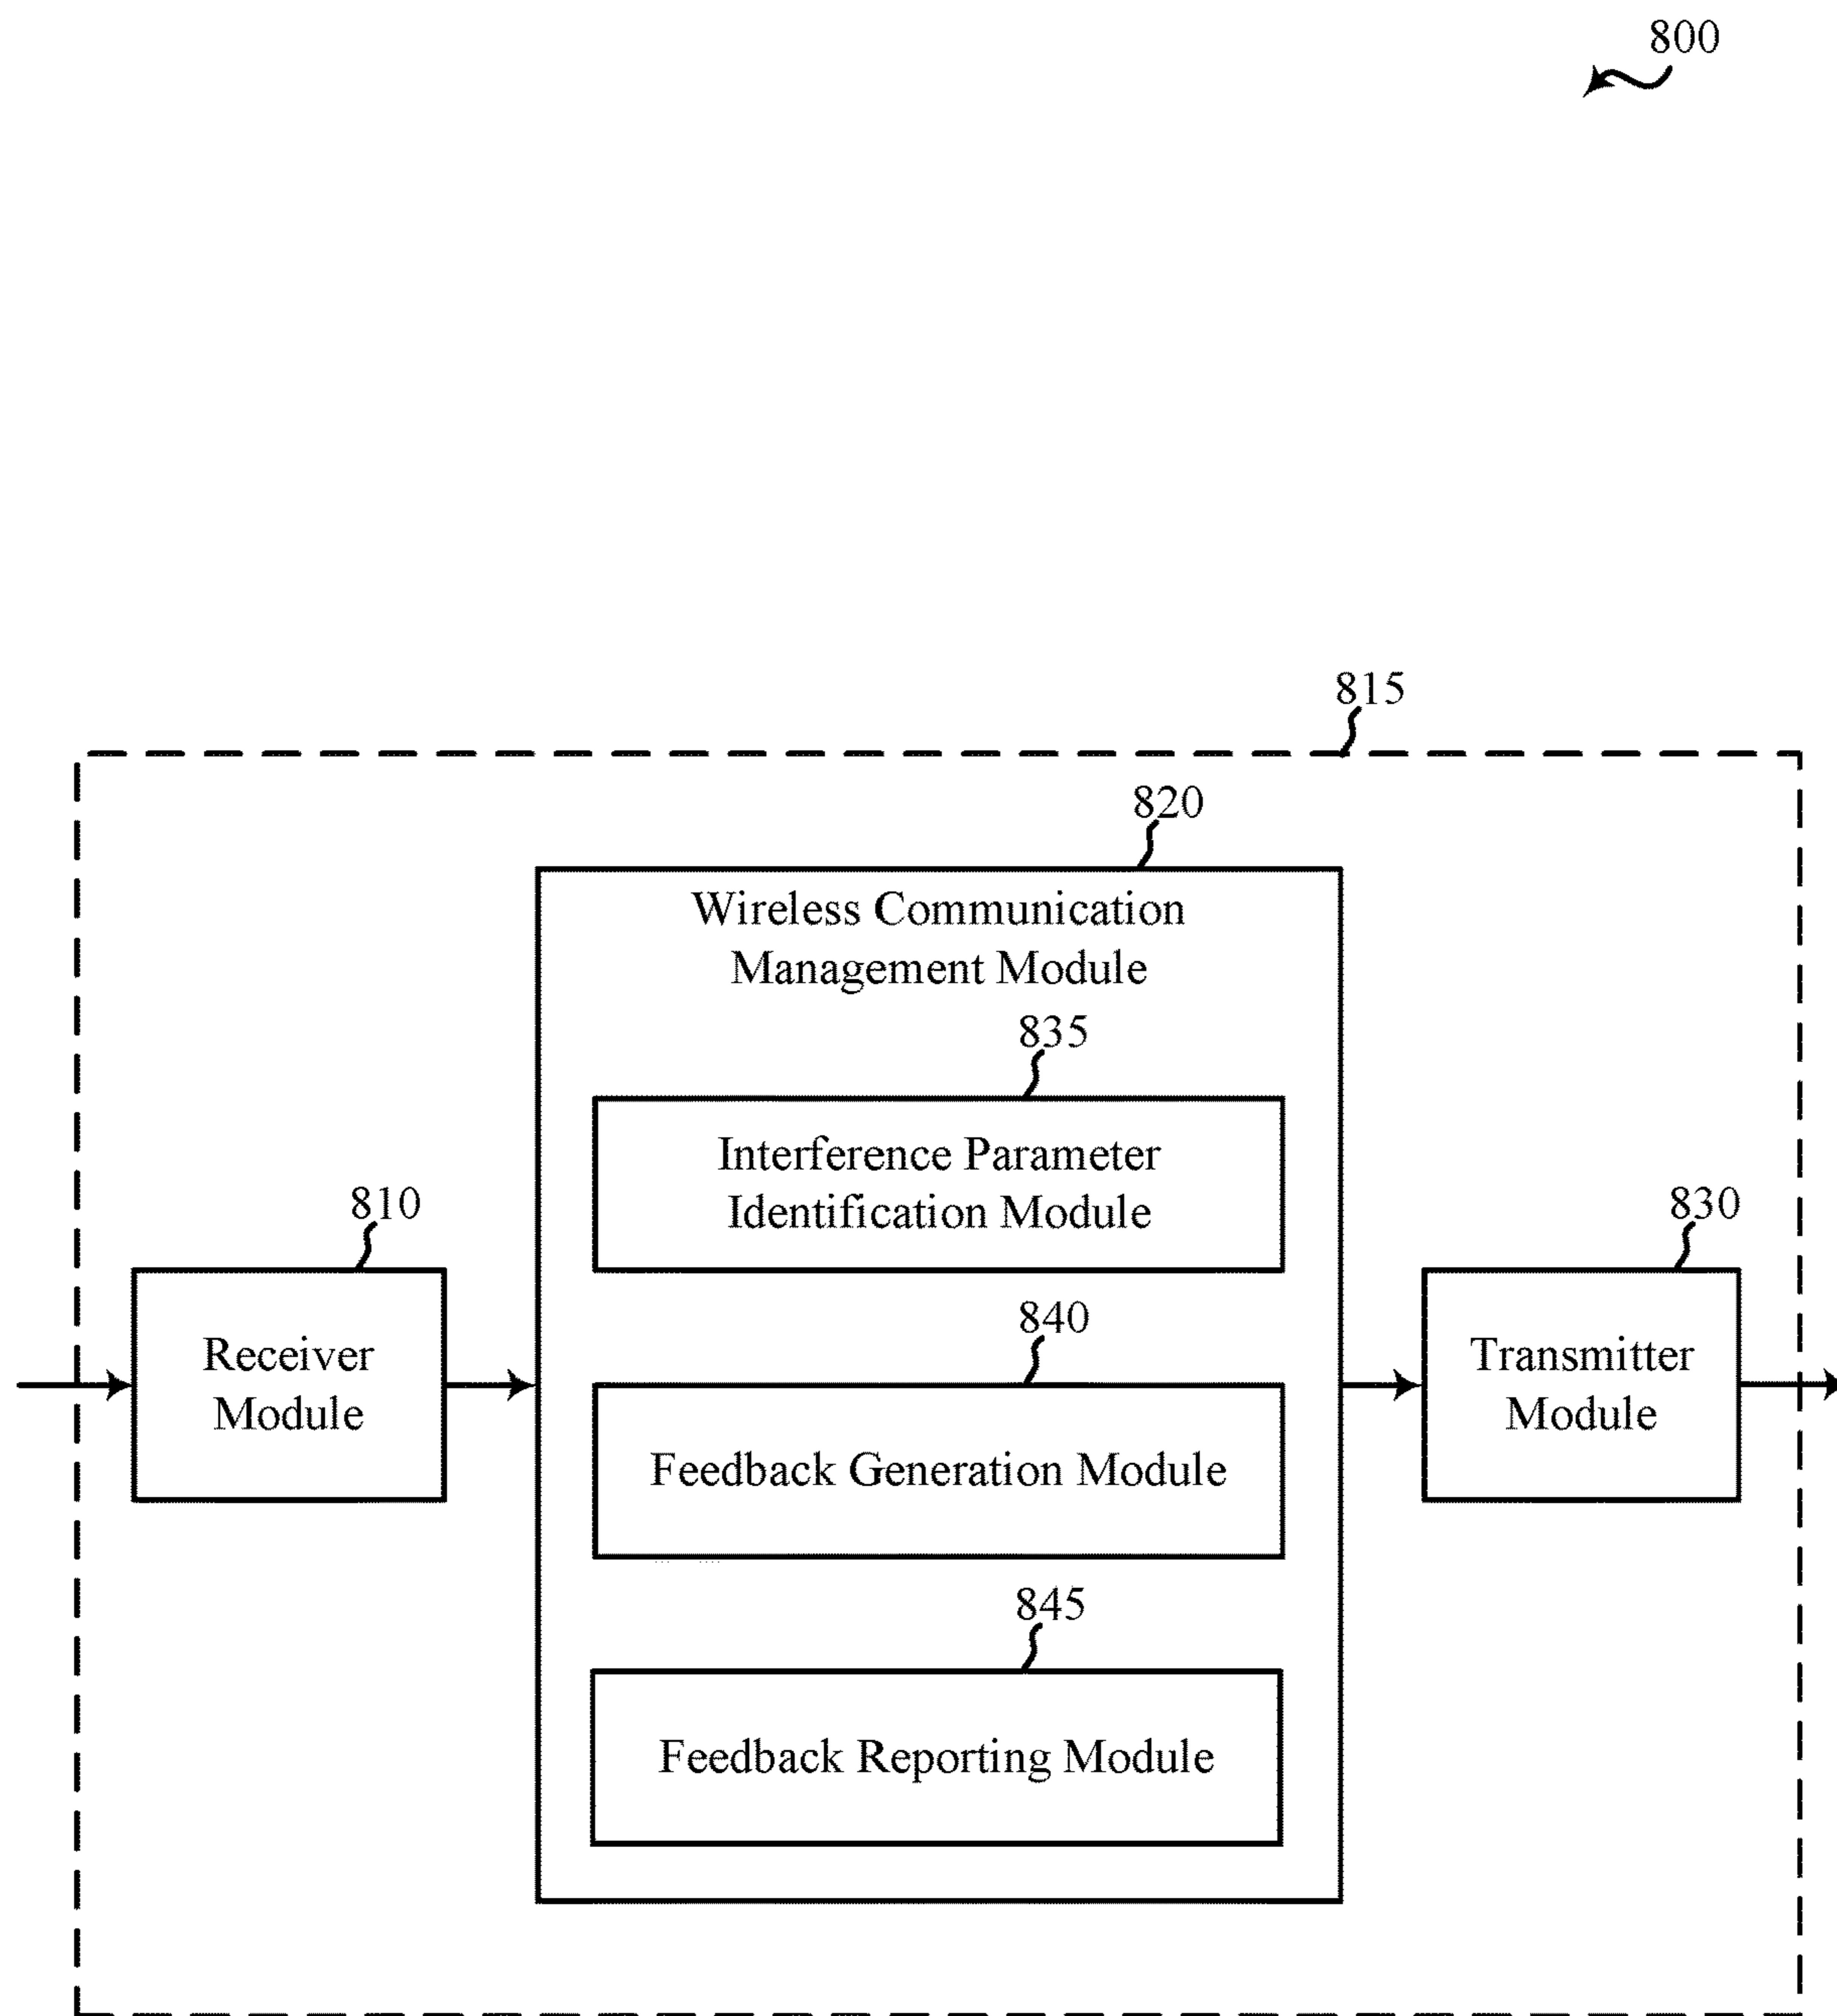 800
815
820
Wireless Communication
Management Module
835
Interference Parameter
Identification Module
810
Receiver
Module
830
Transmitter
Module
840
Feedback Generation Module
845
Feedback Reporting Module